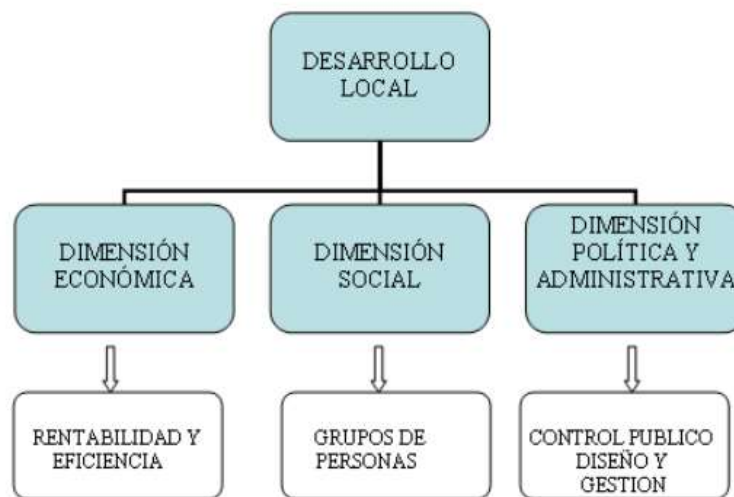 DESARROLLO
LOCAL
DIMENSIÓN
ECONÓMICA
DIMENSIÓN
SOCIAL
DIMENSIÓN
POLÍTICA Y
ADMINISTRATIVA
RENTABILIDAD Y
EFICIENCIA
GRUPOS DE
PERSONAS
CONTROL PUBLICO
DISEÑO Y
GESTION